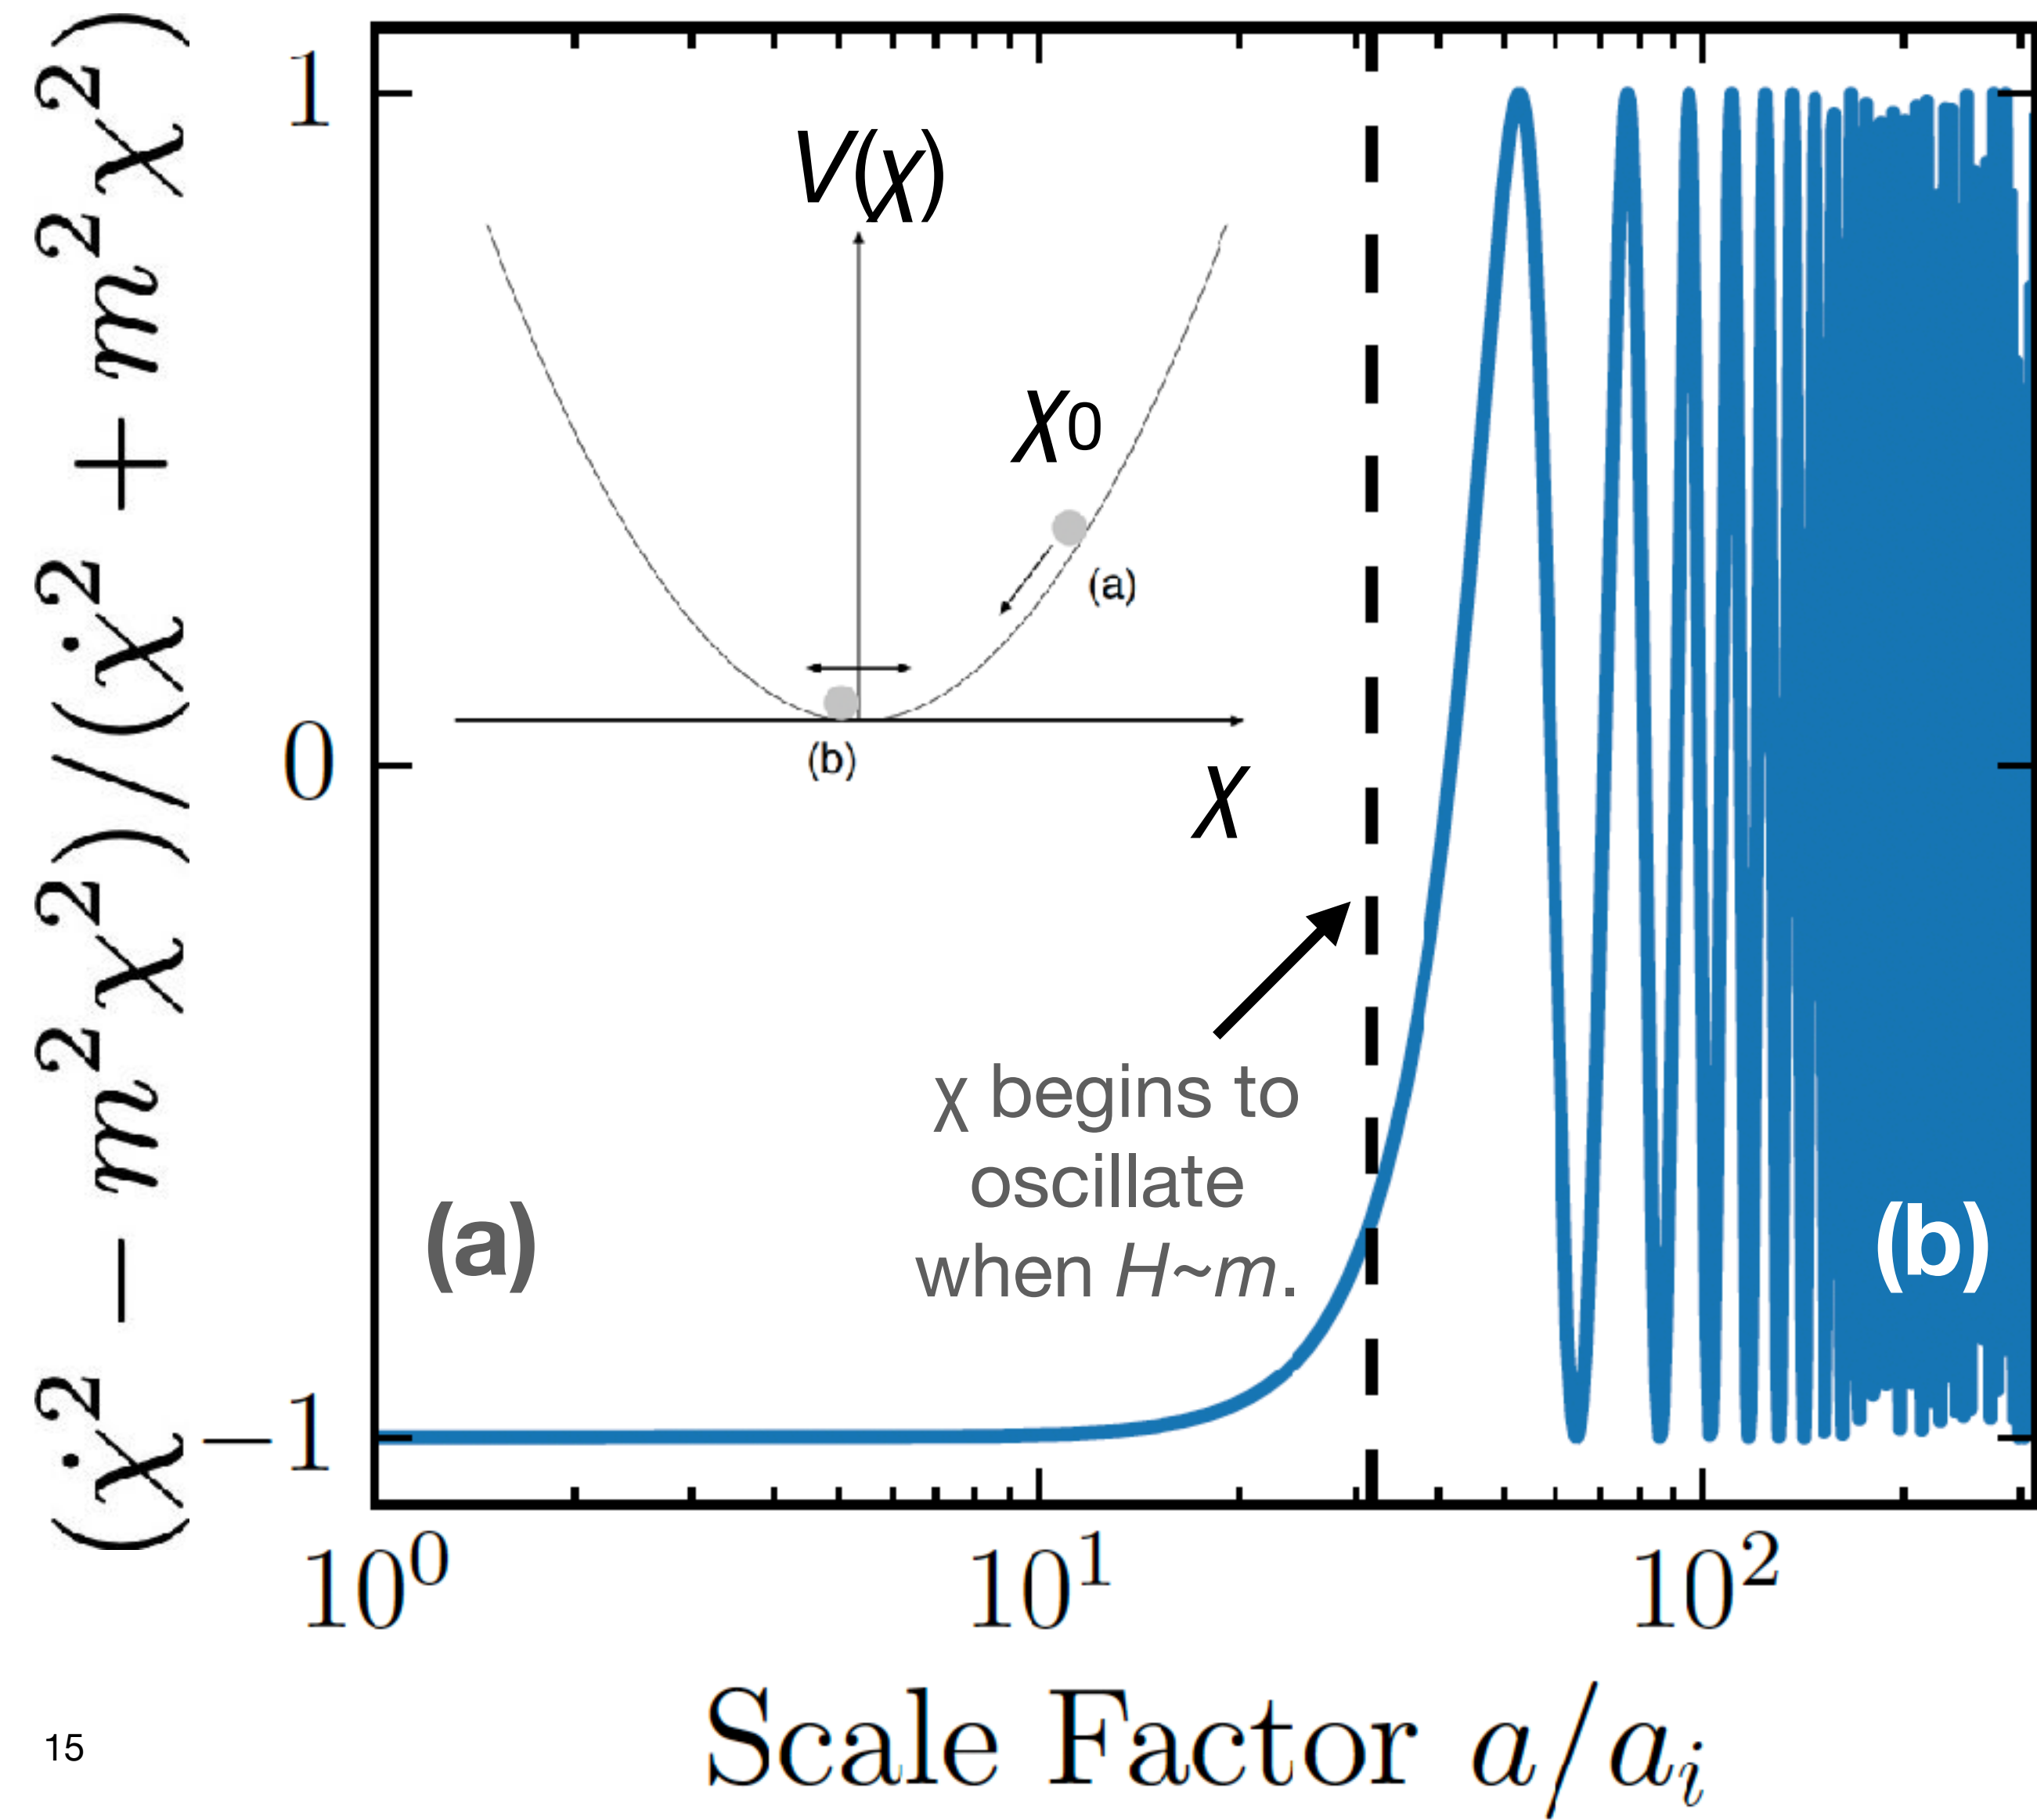 (χ̇² − m²χ²)/(χ̇² + m²χ²)
1
0
−1
V(χ)
χ0
(a)
(b)
χ
χ begins to
oscillate
when H~m.
(a)
(b)
10⁰
10¹
10²
Scale Factor a/aᵢ
15